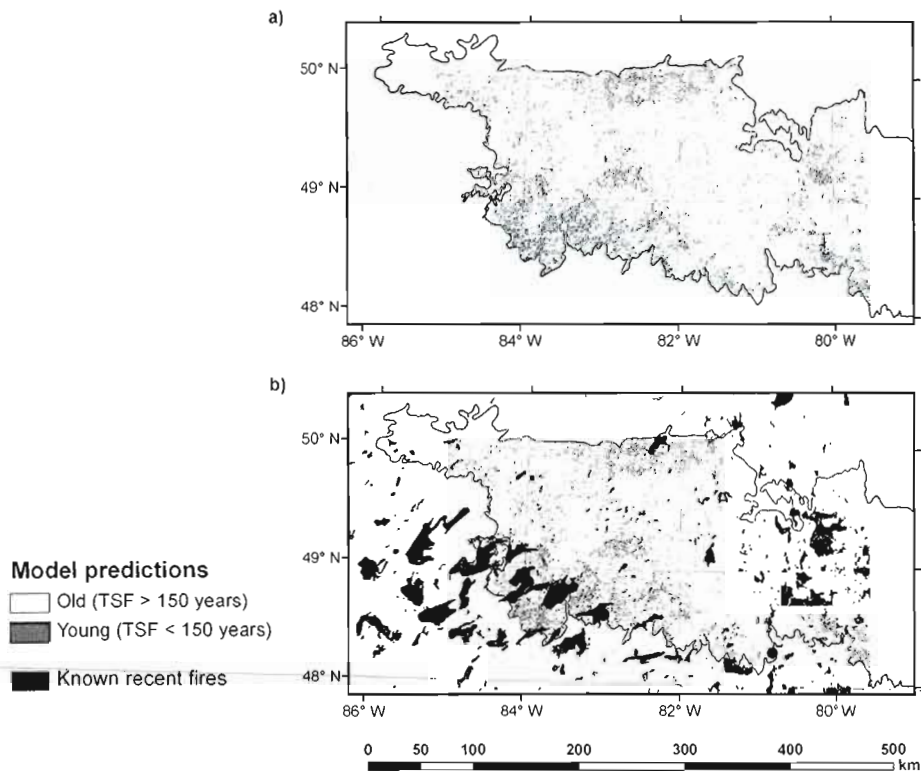 a)
50° N
49° N
48° N
86° W
84° W
82° W
80° W
b)
50° N
49° N
48° N
86° W
84° W
82° W
80° W
Model predictions
Old (TSF > 150 years)
Young (TSF < 150 years)
Known recent fires
0 50 100 200 300 400 500
km